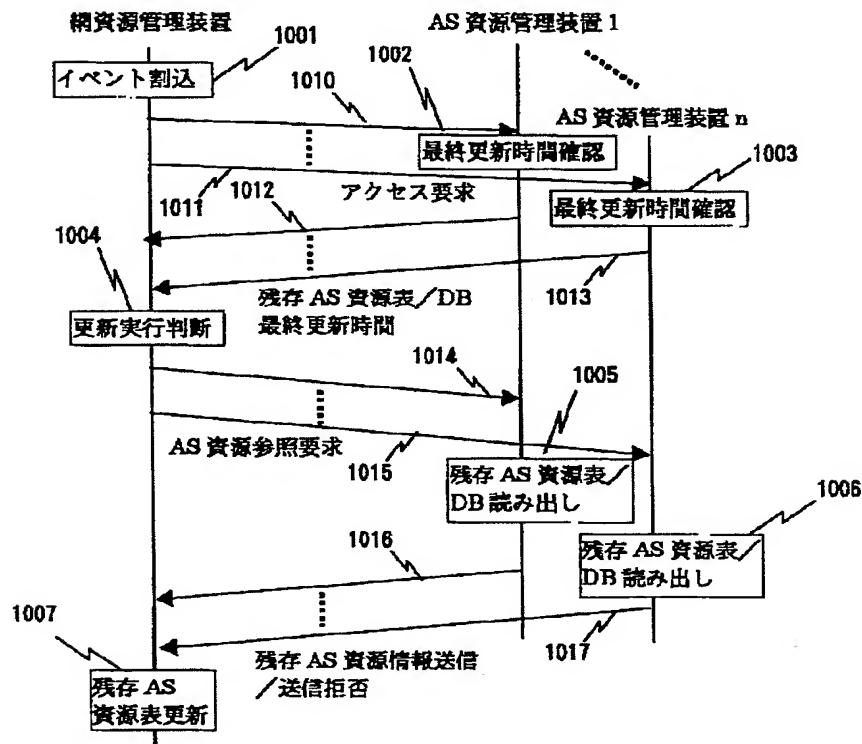 網資源管理装置
AS 資源管理装置 1
1001
1002
イベント割込
1010
AS 資源管理装置 n
最終更新時間確認
1003
1011
1012
アクセス要求
最終更新時間確認
1004
残存 AS 資源表／DB
最終更新時間
1013
更新実行判断
1014
1005
AS 資源参照要求
1015
残存 AS 資源表／
DB 読み出し
1006
1016
残存 AS 資源表／
DB 読み出し
1007
残存 AS 資源情報送信
／送信拒否
1017
残存 AS
資源表更新